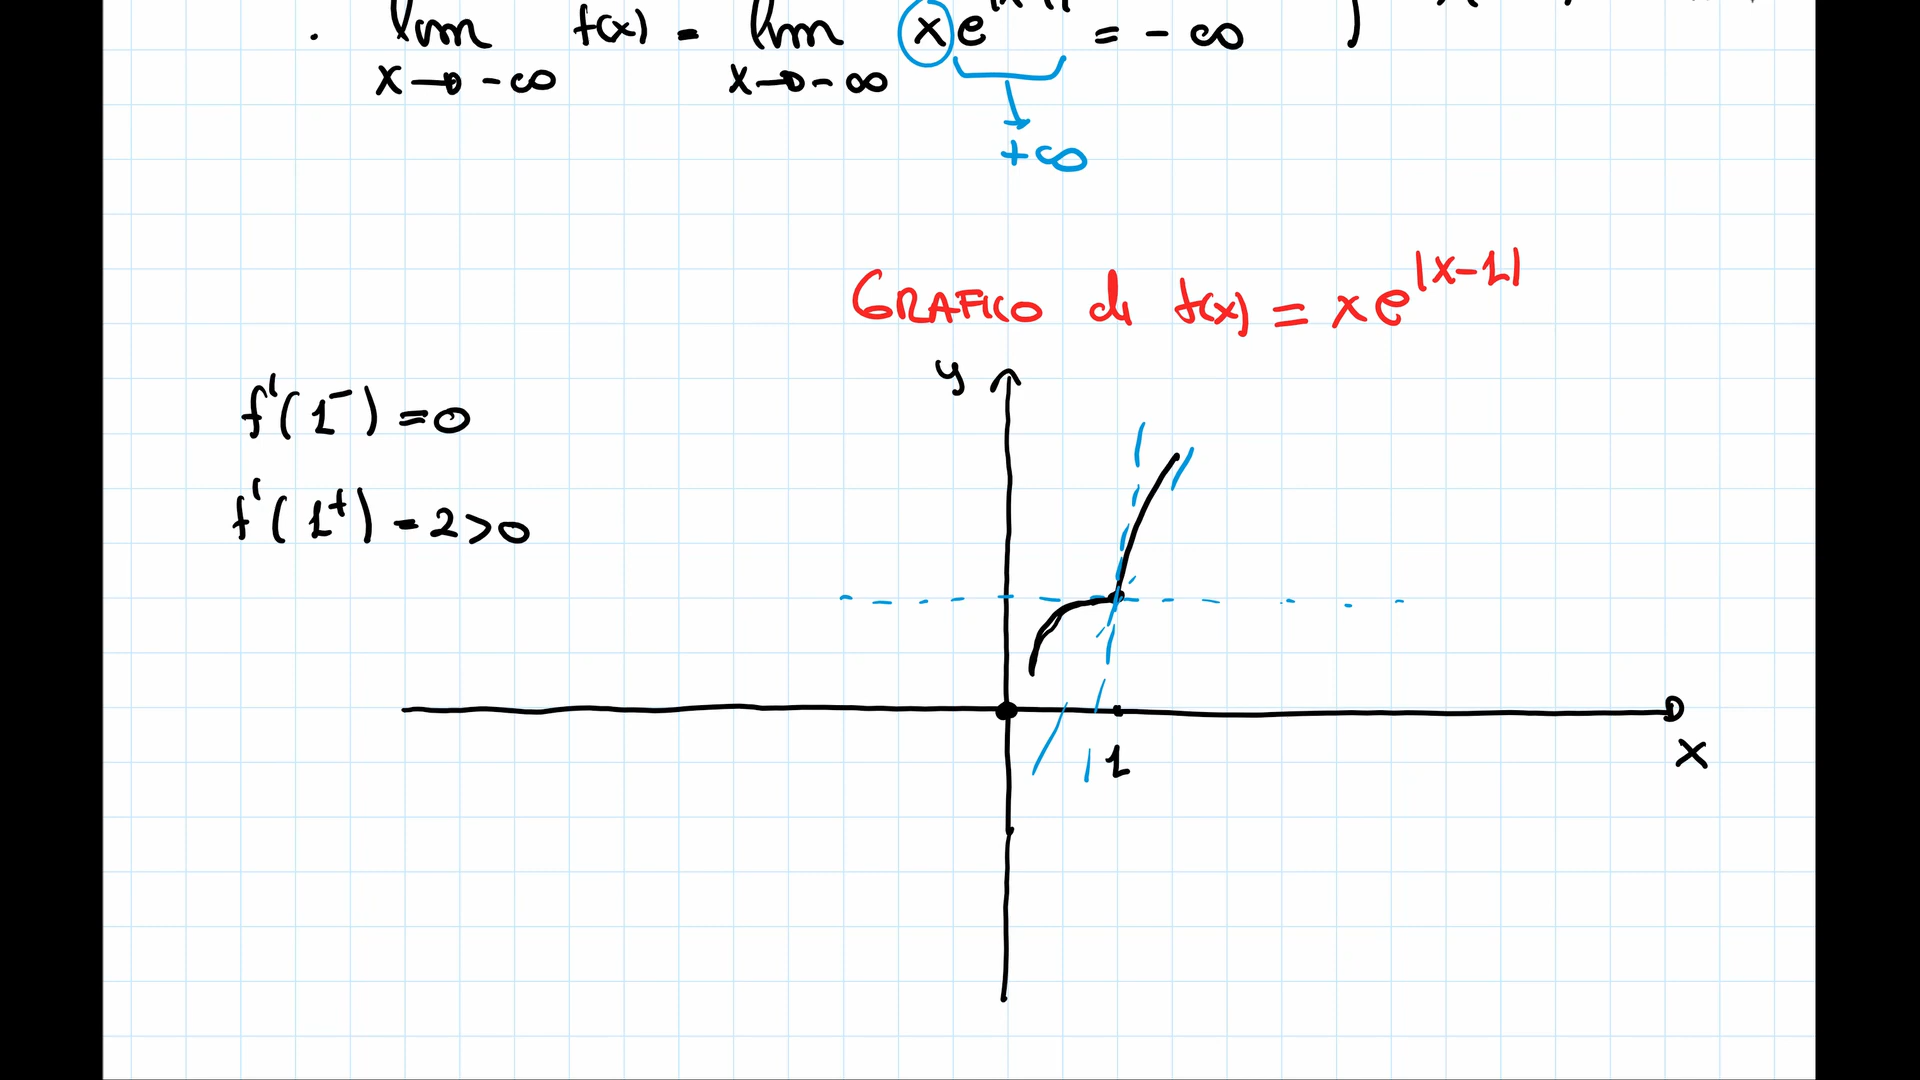 . lim f(x) = lim x e = - ∞
x → -∞ x → -∞
+∞
GRAFICO di f(x) = x e^|x-1|
y
f'(1⁻) = 0
f'(1⁺) = 2 > 0
1
x